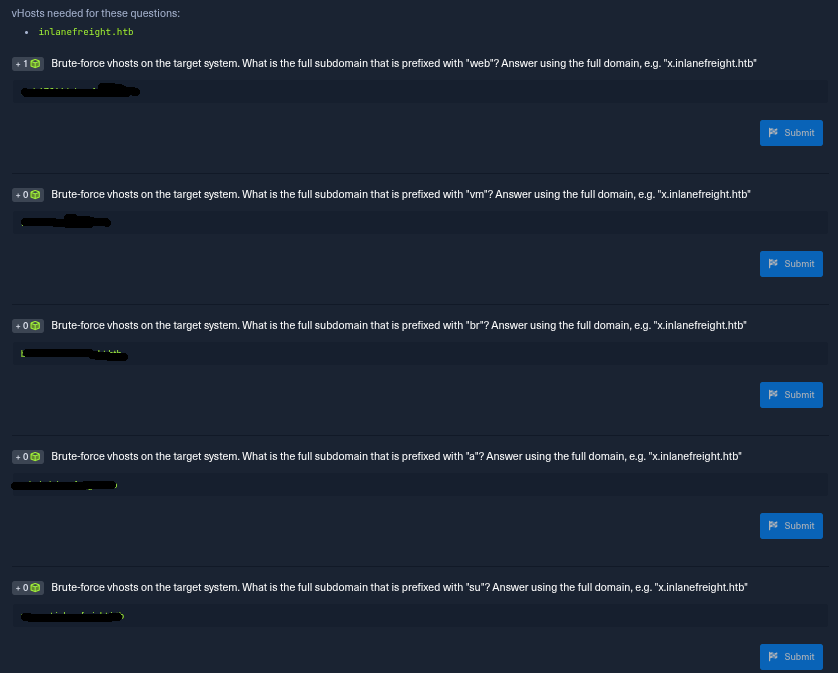 vHosts needed for these questions:
• inlanefreight.htb
+ 1 Brute-force vhosts on the target system. What is the full subdomain that is prefixed with "web"? Answer using the full domain, e.g. "x.inlanefreight.htb"
Submit
+ 0 Brute-force vhosts on the target system. What is the full subdomain that is prefixed with "vm"? Answer using the full domain, e.g. "x.inlanefreight.htb"
Submit
+ 0 Brute-force vhosts on the target system. What is the full subdomain that is prefixed with "br"? Answer using the full domain, e.g. "x.inlanefreight.htb"
Submit
+ 0 Brute-force vhosts on the target system. What is the full subdomain that is prefixed with "a"? Answer using the full domain, e.g. "x.inlanefreight.htb"
Submit
+ 0 Brute-force vhosts on the target system. What is the full subdomain that is prefixed with "su"? Answer using the full domain, e.g. "x.inlanefreight.htb"
Submit